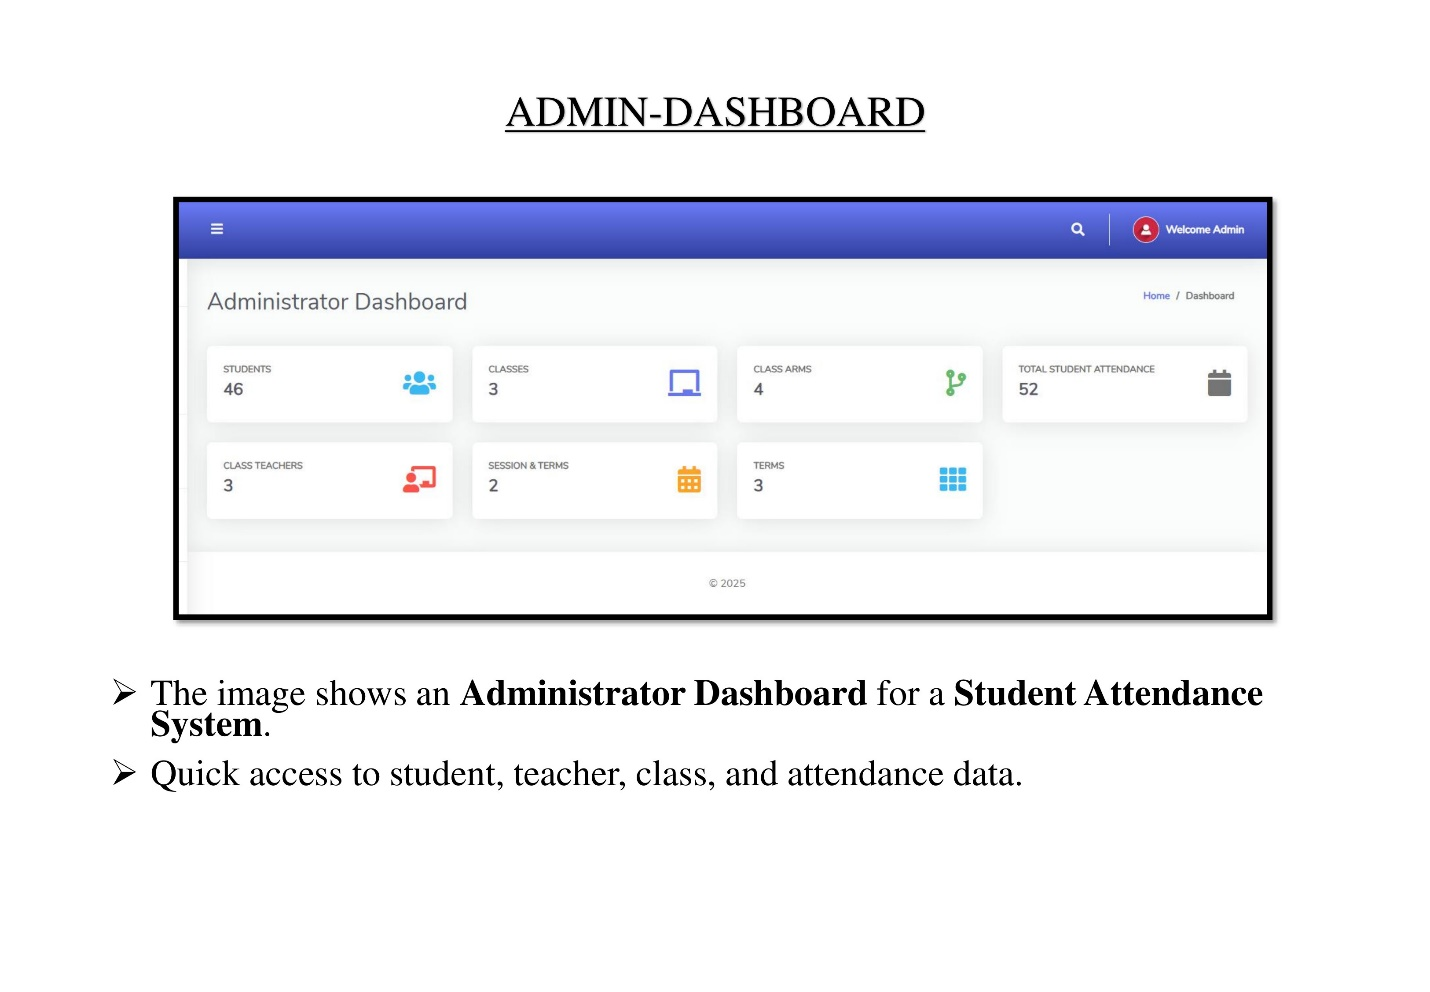 ADMIN-DASHBOARD
Welcome Admin
Administrator Dashboard
Home / Dashboard
STUDENTS
46
CLASSES
3
CLASS ARMS
4
TOTAL STUDENT ATTENDANCE
52
CLASS TEACHERS
3
SESSION & TERMS
2
TERMS
3
© 2025
➢ The image shows an Administrator Dashboard for a Student Attendance
System.
➢ Quick access to student, teacher, class, and attendance data.